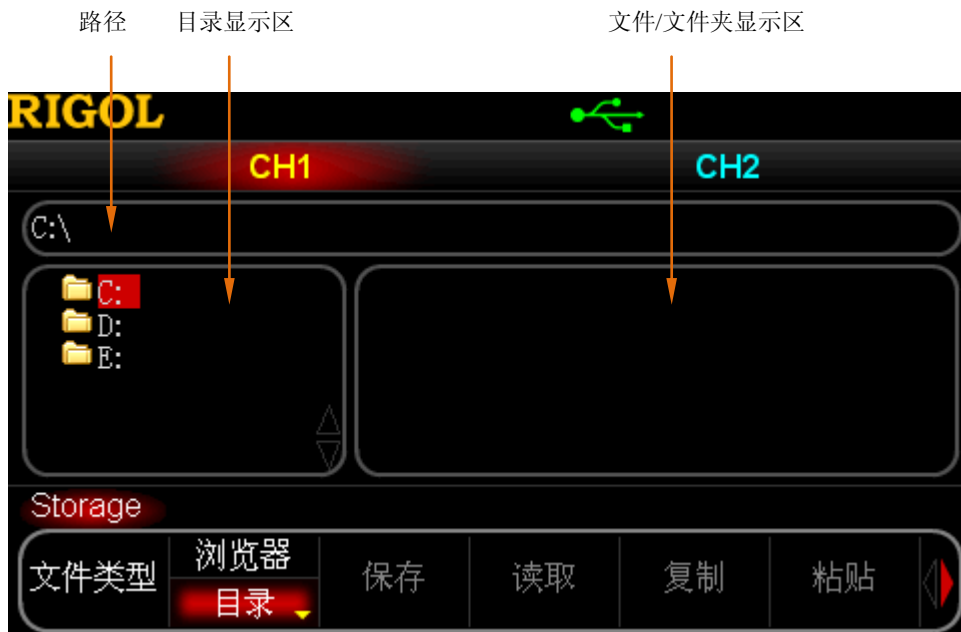 路径 目录显示区 文件/文件夹显示区
RIGOL
CH1 CH2
C:\
C:
D:
E:
Storage
文件类型 浏览器 保存 读取 复制 粘贴
目录